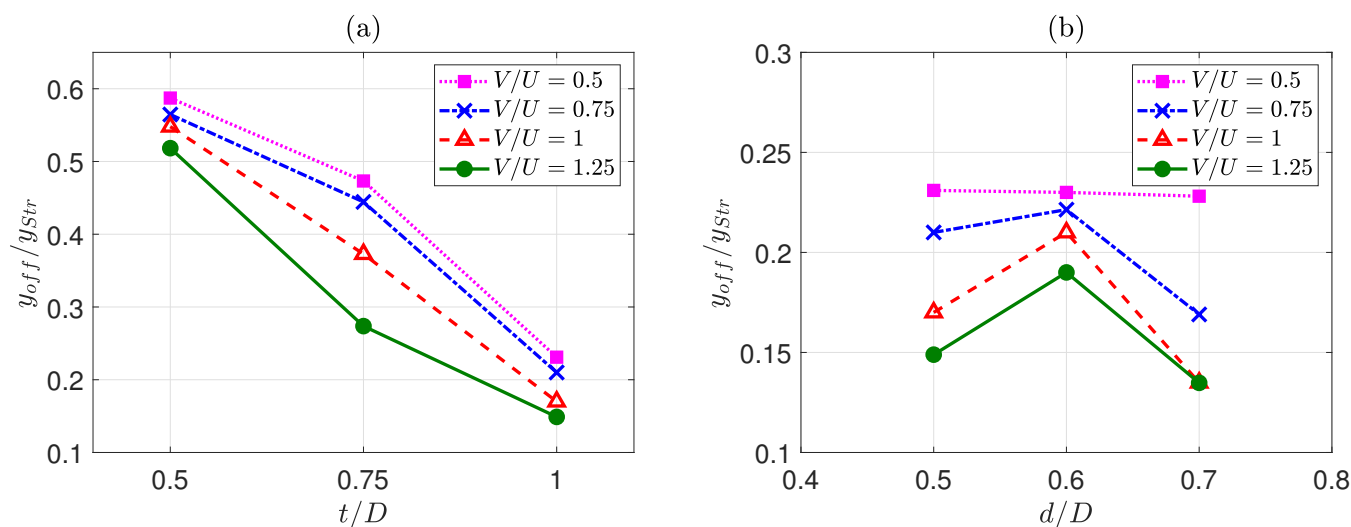 (a)
y_{off}/y_{Str}
0.6
0.5
0.4
0.3
0.2
0.1
V/U = 0.5
V/U = 0.75
V/U = 1
V/U = 1.25
0.5 0.75 1
t/D
(b)
y_{off}/y_{Str}
0.3
0.25
0.2
0.15
0.1
V/U = 0.5
V/U = 0.75
V/U = 1
V/U = 1.25
0.4 0.5 0.6 0.7 0.8
d/D